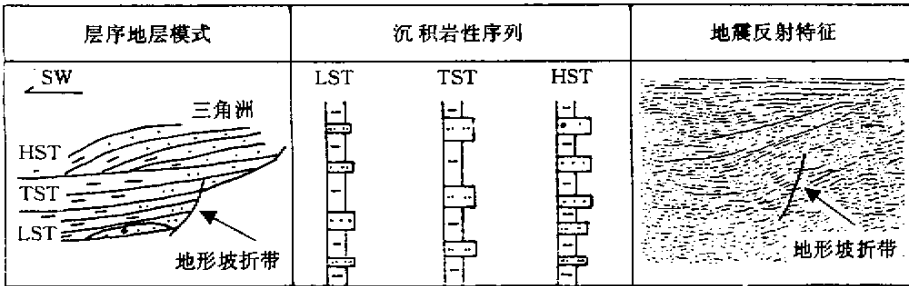 层序地层模式
沉积岩性序列
地震反射特征
SW
三角洲
HST
TST
LST
地形坡折带
LST TST HST
地形坡折带